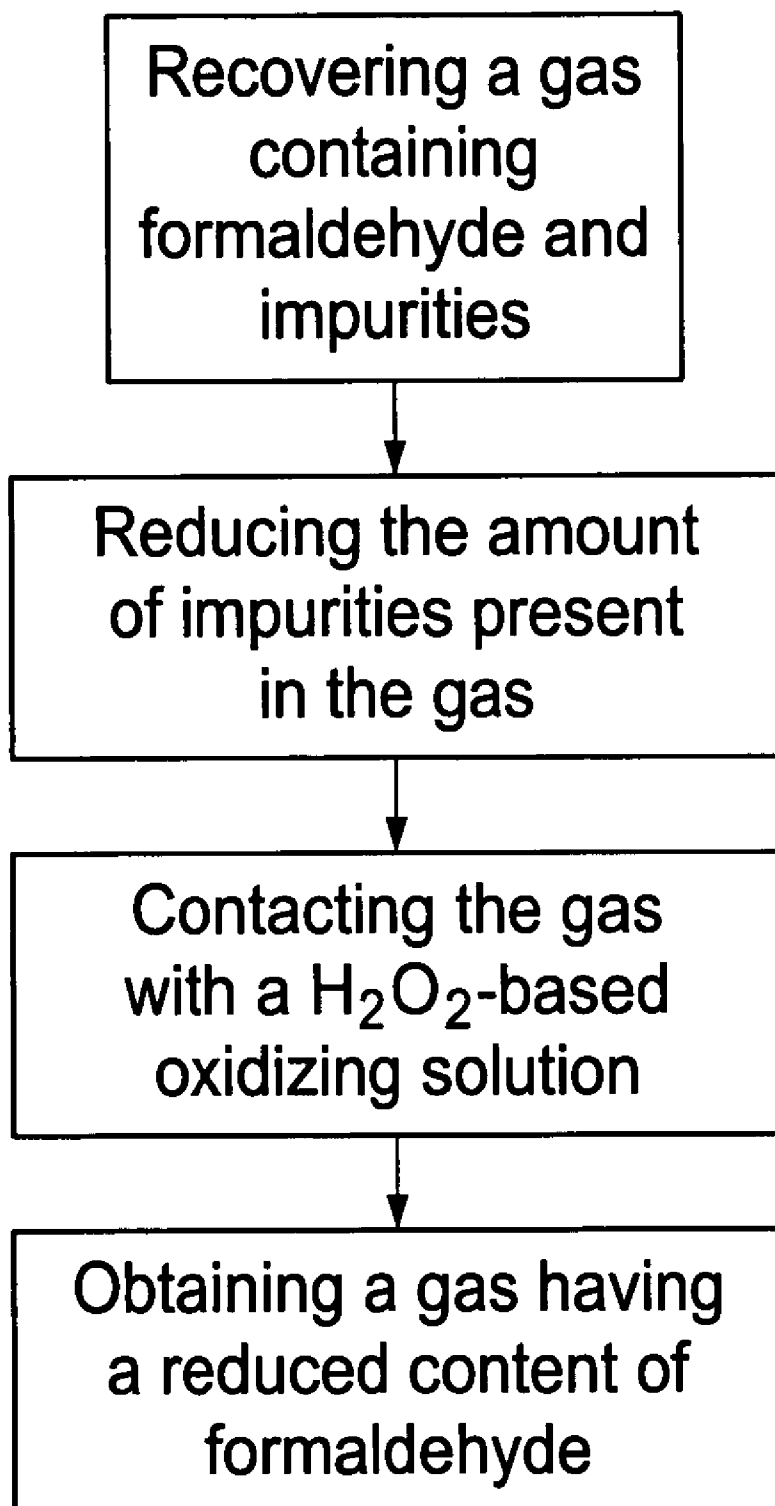 Recovering a gas
containing
formaldehyde and
impurities
Reducing the amount
of impurities present
in the gas
Contacting the gas
with a H₂O₂-based
oxidizing solution
Obtaining a gas having
a reduced content of
formaldehyde